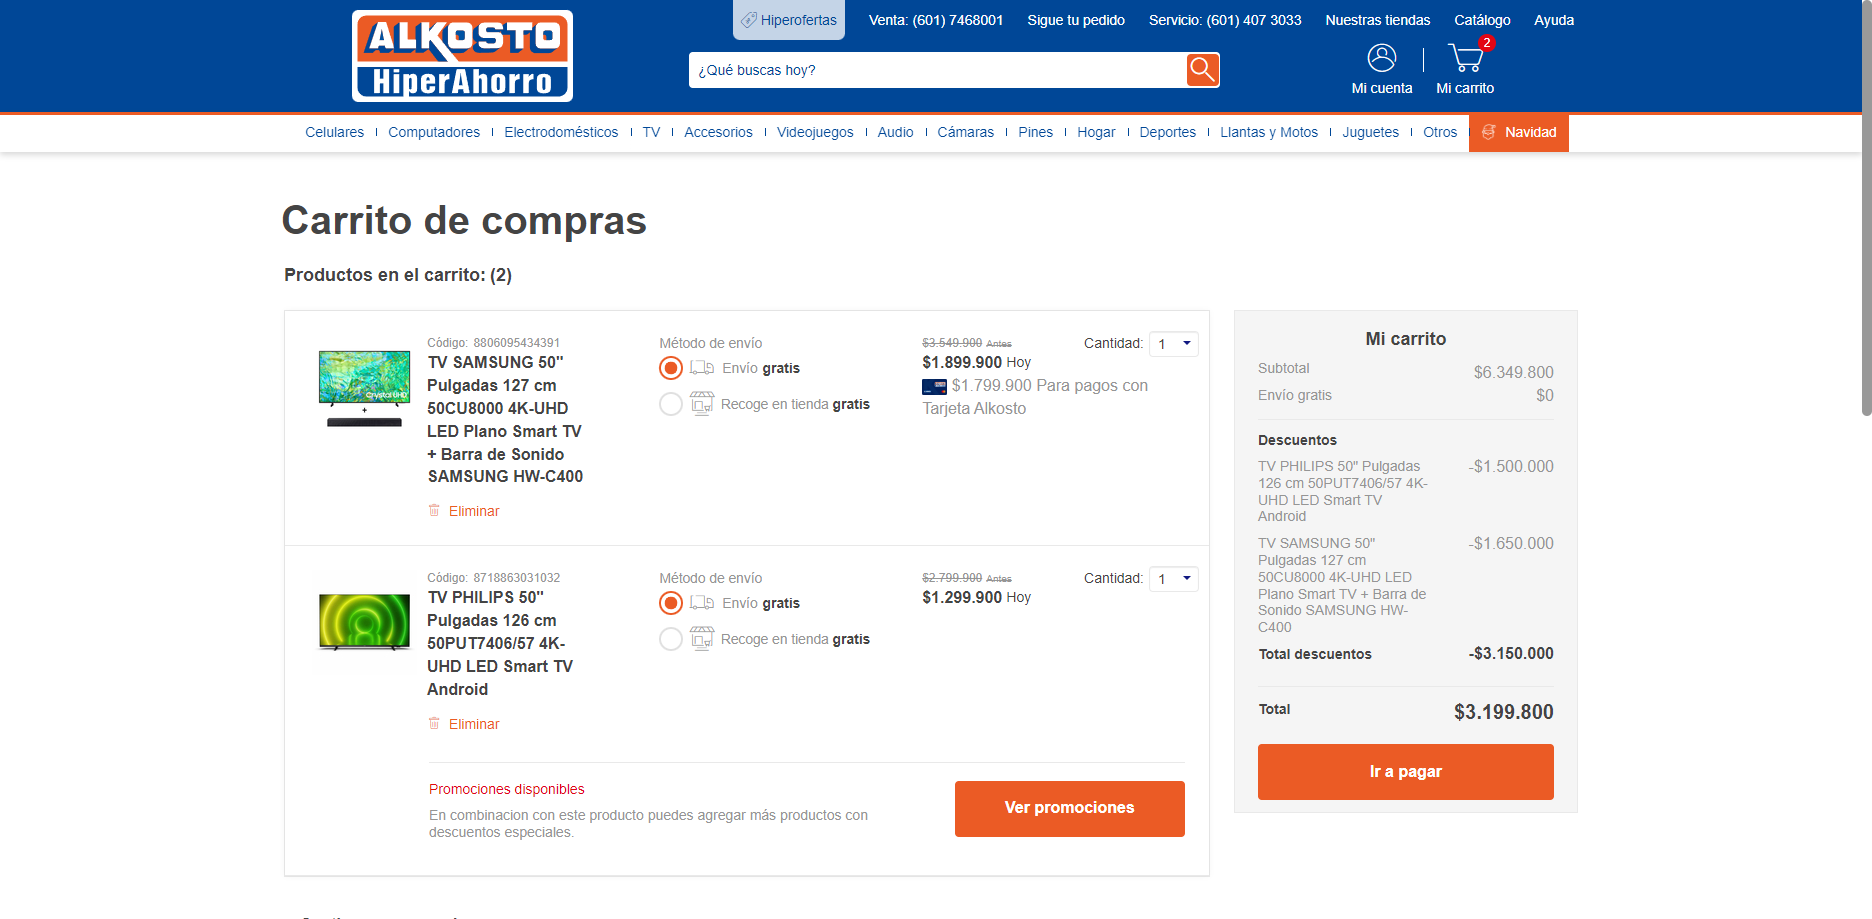 ALKOSTO
HiperAhorro
Hiperofertas
Venta: (601) 7468001
Sigue tu pedido
Servicio: (601) 407 3033
Nuestras tiendas
Catálogo
Ayuda
¿Qué buscas hoy?
Mi cuenta
2
Mi carrito
Celulares
Computadores
Electrodomésticos
TV
Accesorios
Videojuegos
Audio
Cámaras
Pines
Hogar
Deportes
Llantas y Motos
Juguetes
Otros
Navidad
Carrito de compras
Productos en el carrito: (2)
Crystal UHD
+
Código: 8806095434391
TV SAMSUNG 50"
Pulgadas 127 cm
50CU8000 4K-UHD
LED Plano Smart TV
+ Barra de Sonido
SAMSUNG HW-C400
Eliminar
Método de envío
Envío gratis
Recoge en tienda gratis
$3.549.900 Antes
$1.899.900 Hoy
$1.799.900 Para pagos con
Tarjeta Alkosto
Cantidad: 1
Código: 8718863031032
TV PHILIPS 50"
Pulgadas 126 cm
50PUT7406/57 4K-
UHD LED Smart TV
Android
Eliminar
Método de envío
Envío gratis
Recoge en tienda gratis
$2.799.900 Antes
$1.299.900 Hoy
Cantidad: 1
Promociones disponibles
En combinacion con este producto puedes agregar más productos con
descuentos especiales.
Ver promociones
Mi carrito
Subtotal $6.349.800
Envío gratis $0
Descuentos
TV PHILIPS 50" Pulgadas -$1.500.000
126 cm 50PUT7406/57 4K-
UHD LED Smart TV
Android
TV SAMSUNG 50" -$1.650.000
Pulgadas 127 cm
50CU8000 4K-UHD LED
Plano Smart TV + Barra de
Sonido SAMSUNG HW-
C400
Total descuentos -$3.150.000
Total $3.199.800
Ir a pagar